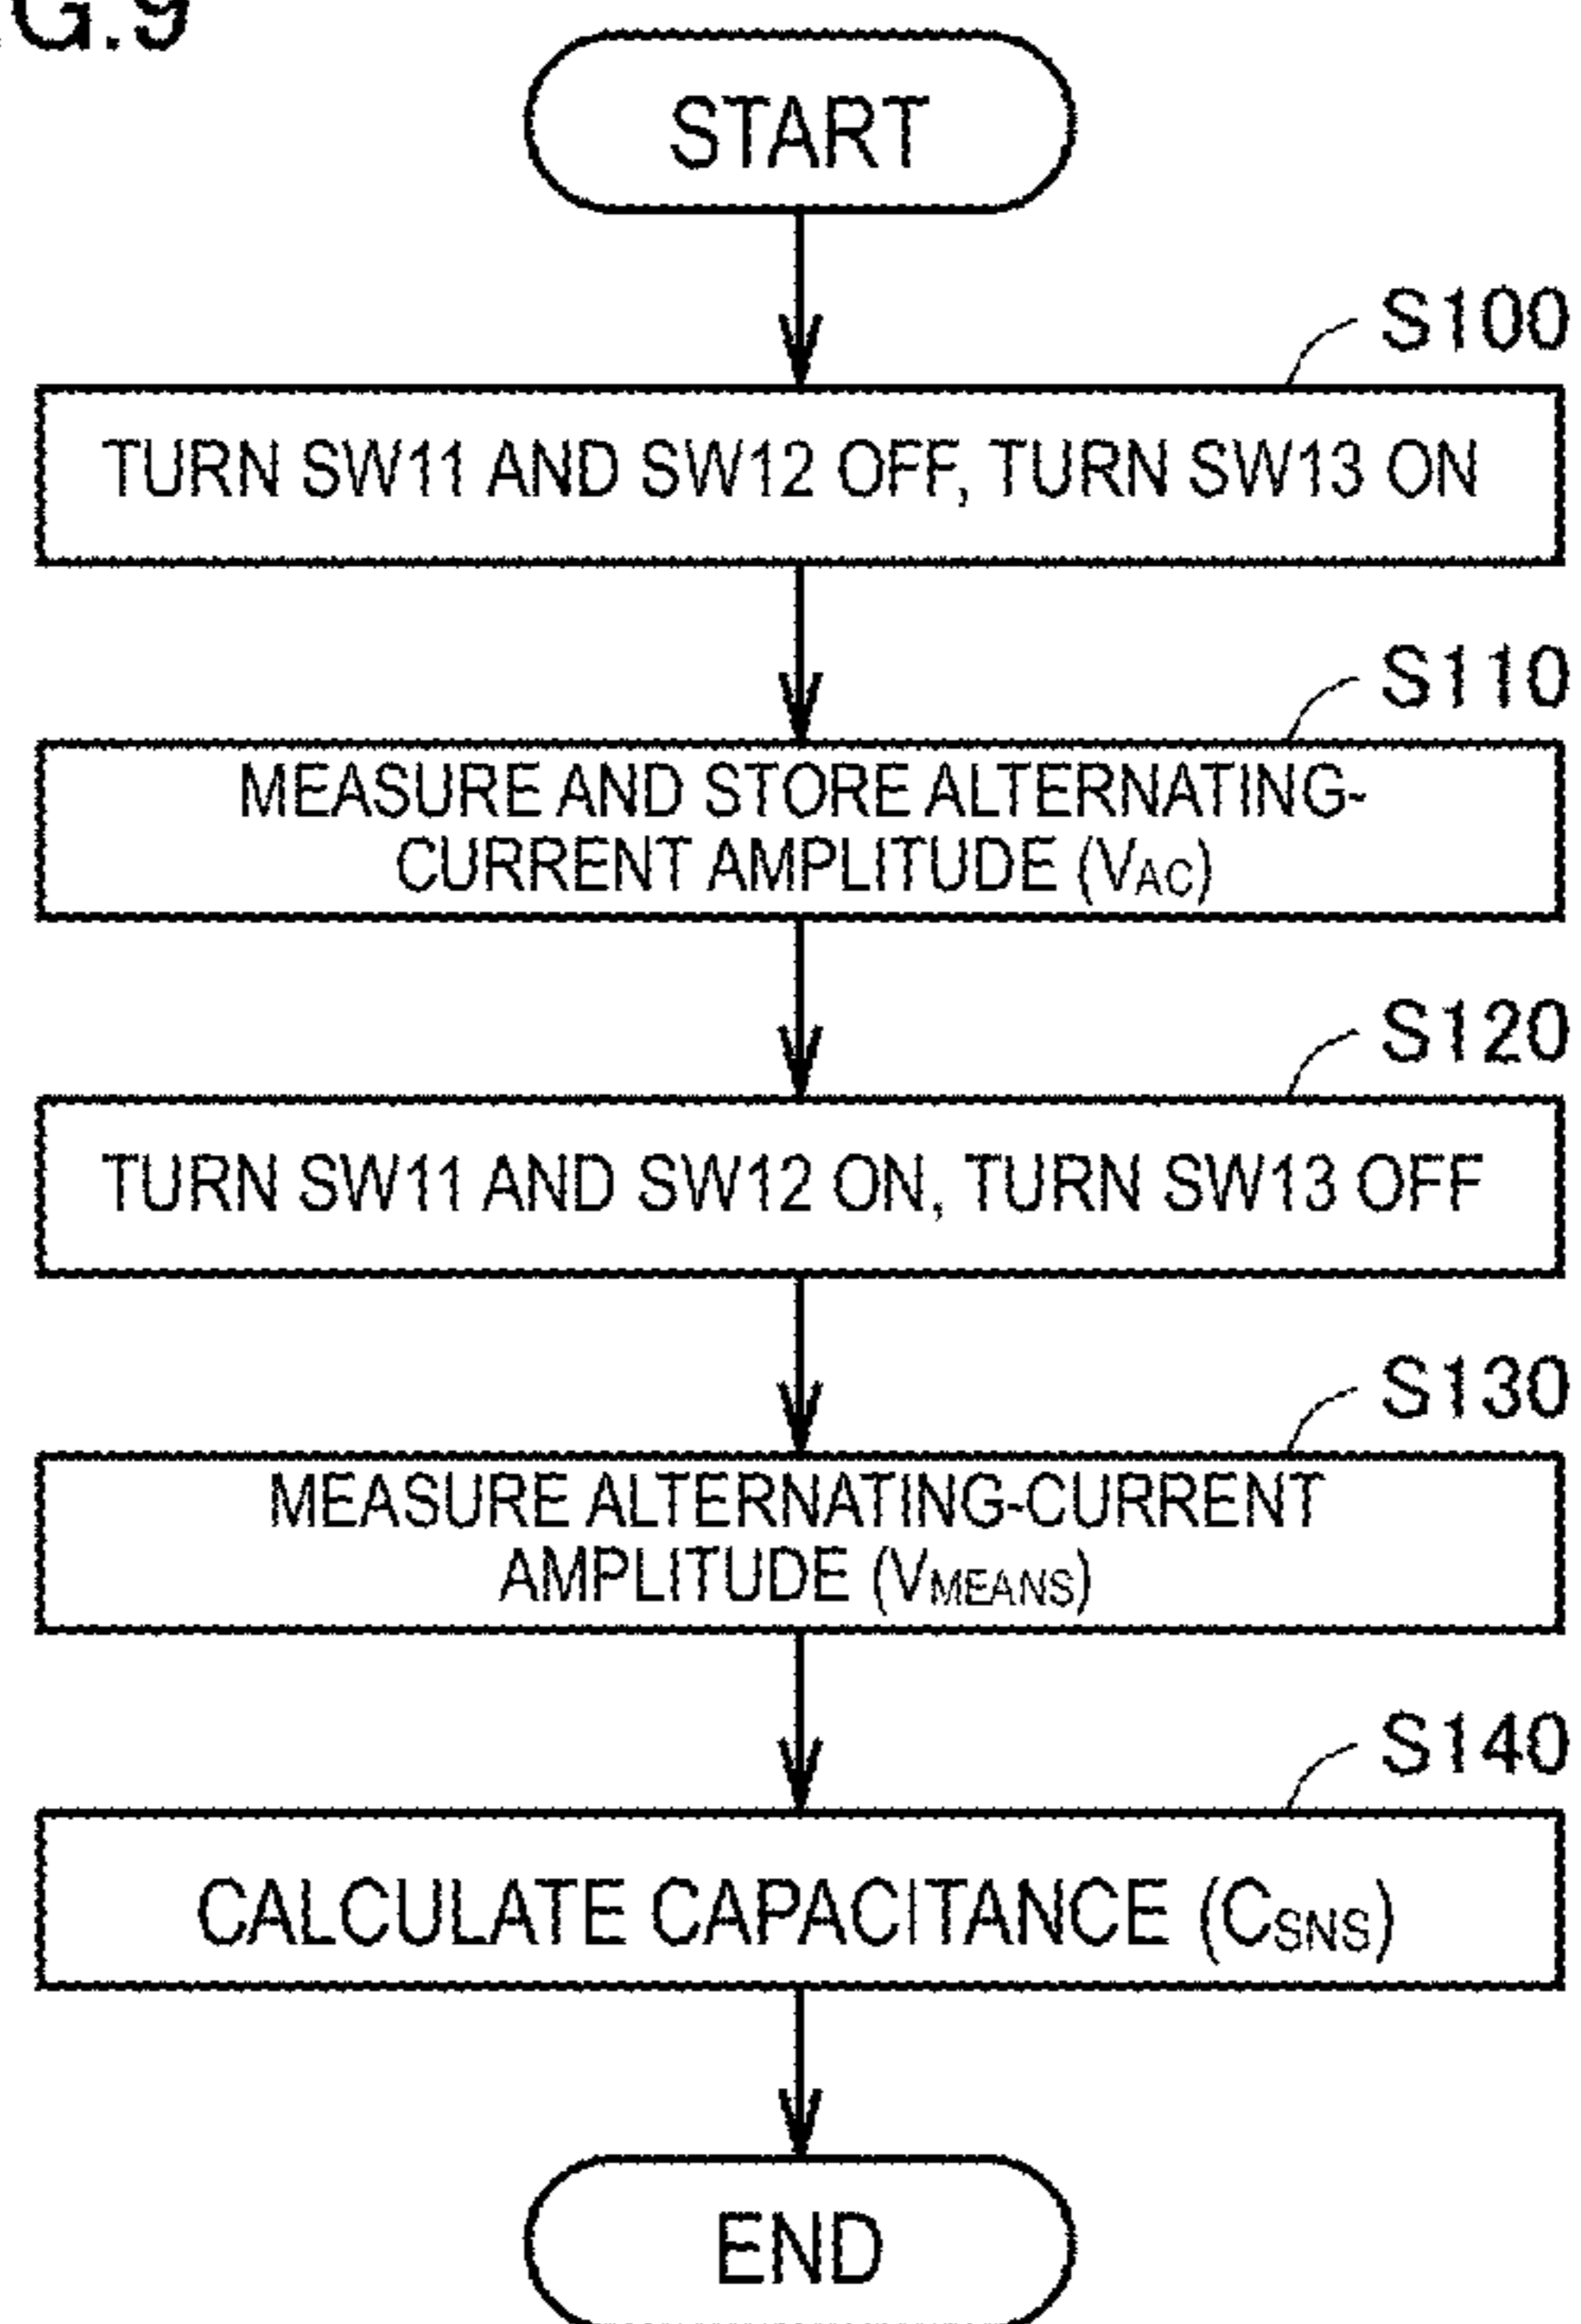 G.9
START
S100
TURN SW11 AND SW12 OFF, TURN SW13 ON
S110
MEASURE AND STORE ALTERNATING-
CURRENT AMPLITUDE (VAC)
S120
TURN SW11 AND SW12 ON, TURN SW13 OFF
S130
MEASURE ALTERNATING-CURRENT
AMPLITUDE (VMEANS)
S140
CALCULATE CAPACITANCE (CSNS)
END